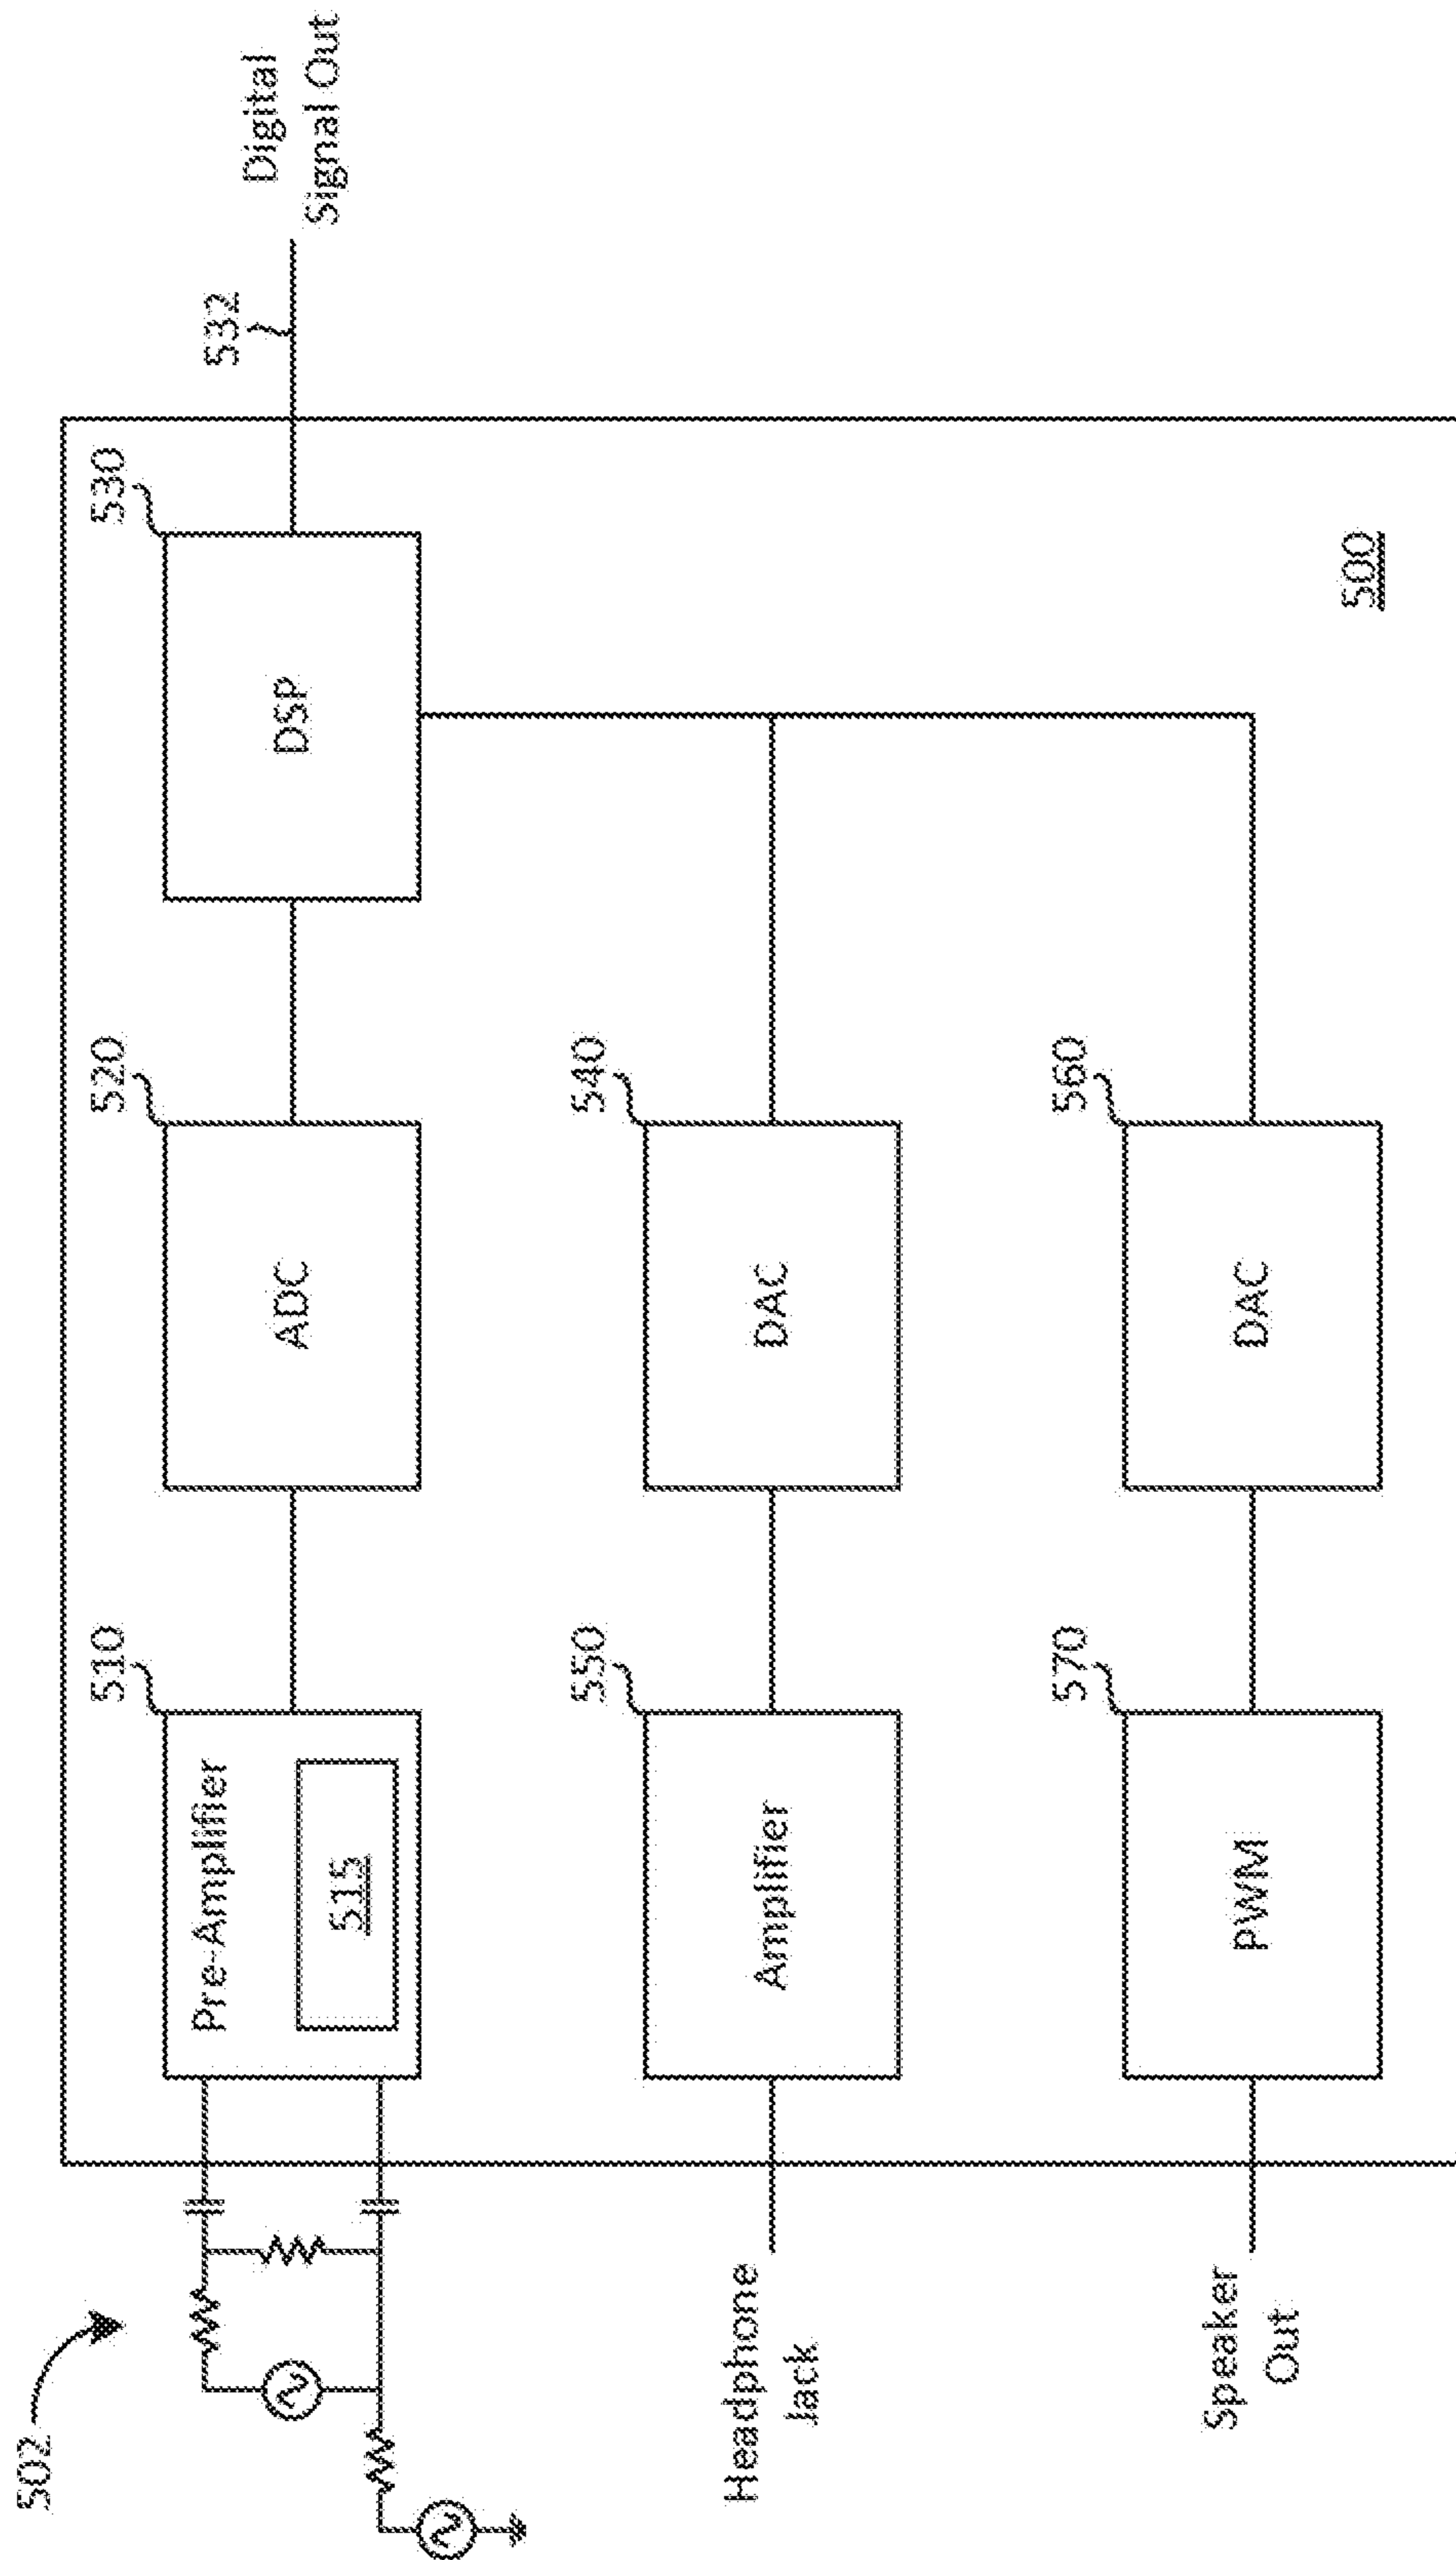 502
510
Pre-Amplifier
515
520
ADC
530
DSP
532
Digital
Signal Out
Headphone
Jack
550
Amplifier
540
DAC
Speaker
Out
570
PWM
560
DAC
500